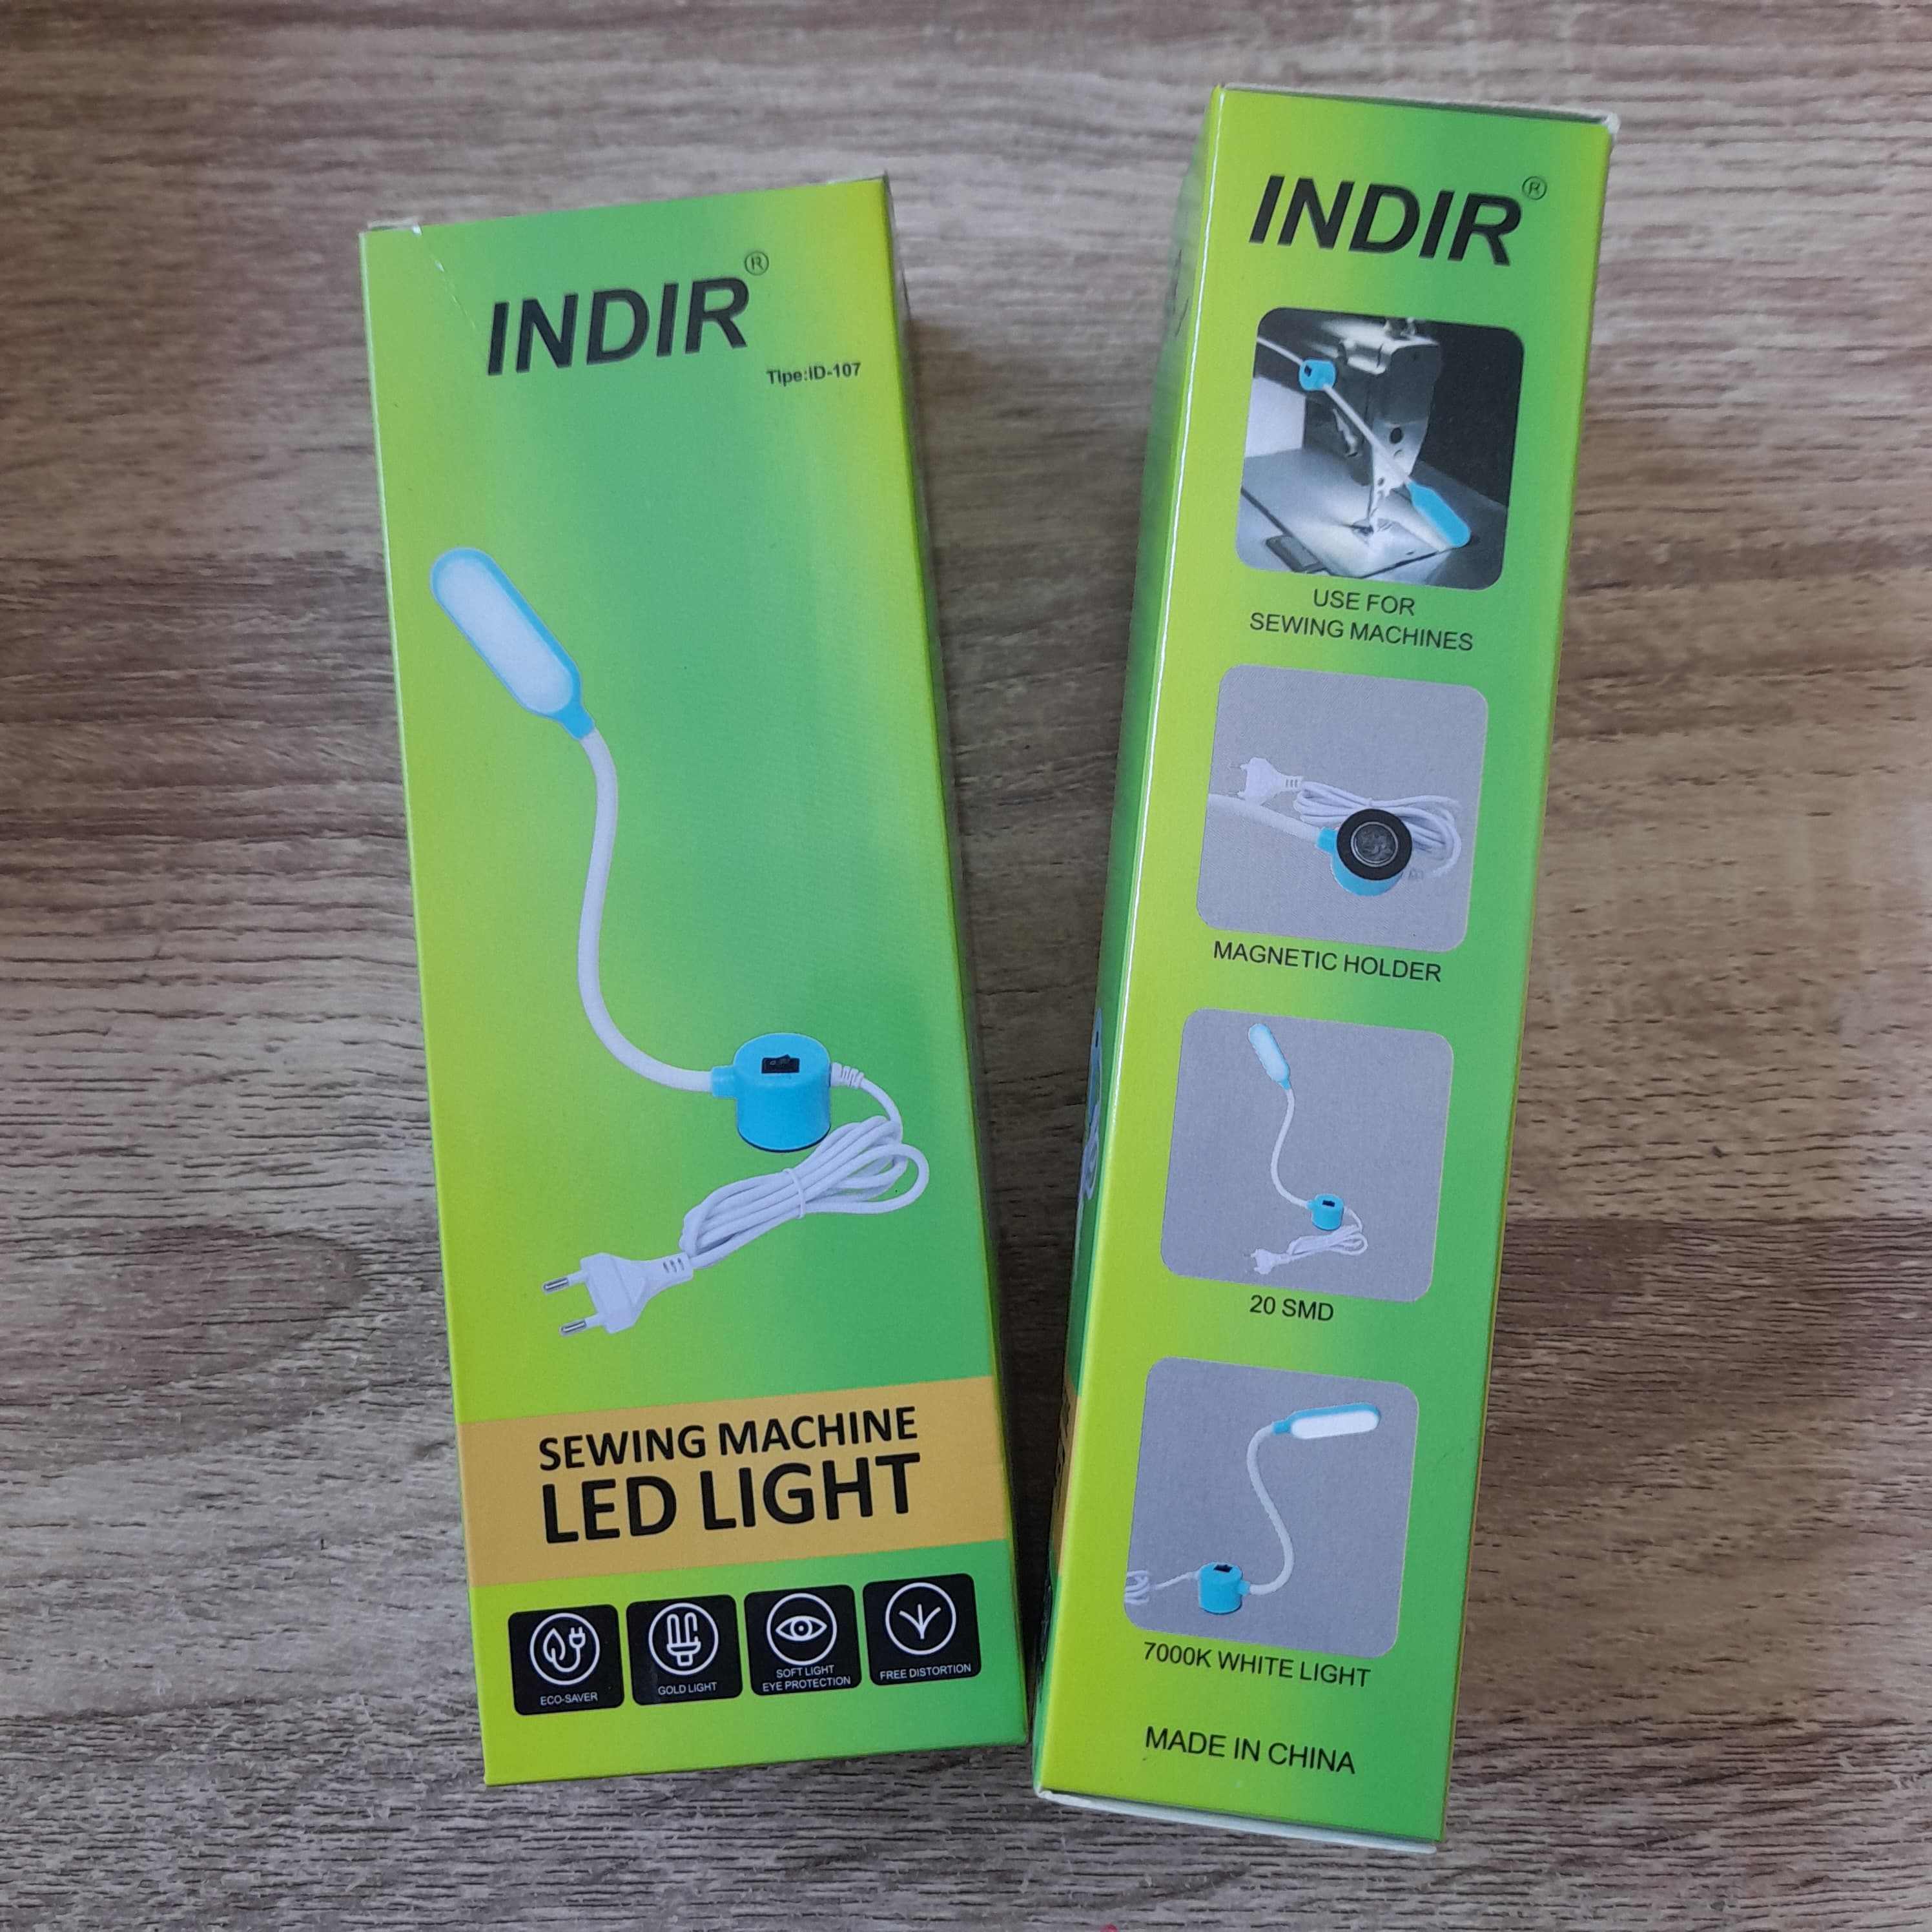 INDIR®
Tipe:ID-107
SEWING MACHINE
LED LIGHT
ECO-SAVER
GOLD LIGHT
SOFT LIGHT
EYE PROTECTION
FREE DISTORTION
INDIR®
USE FOR
SEWING MACHINES
MAGNETIC HOLDER
20 SMD
7000K WHITE LIGHT
MADE IN CHINA